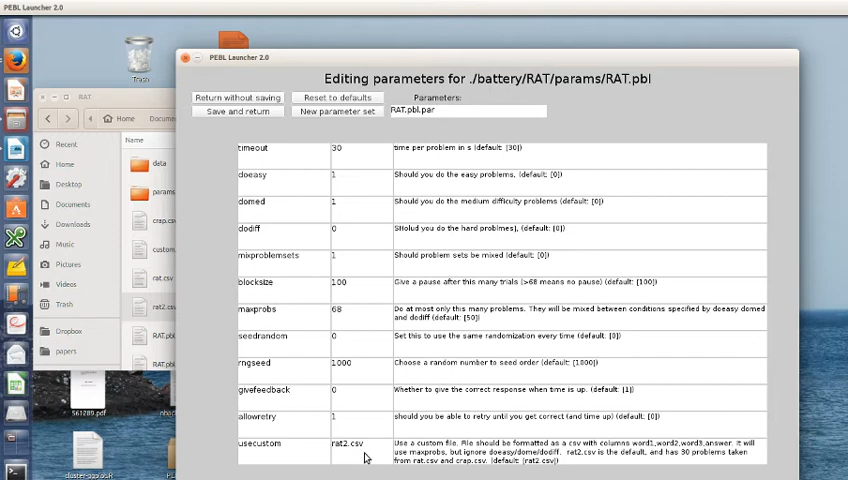 PEBL Launcher 2.0
PEBL Launcher 2.0
Editing parameters for ./battery/RAT/params/RAT.pbl
Return without saving
Reset to defaults
Parameters:
Save and return
New parameter set
RAT.pbl.par
timeout 30 time per problem in s (default: [30])
doeasy 1 Should you do the easy problems, (default: [0])
domed 1 Should you do the medium difficulty problems (default: [0])
dodiff 0 SHolud you do the hard problmes), (default: [0])
mixproblemsets 1 Should problem sets be mixed (default: [0])
blocksize 100 Give a pause after this many trials (>68 means no pause) (default: [100])
maxprobs 68 Do at most only this many problems. They will be mixed between conditions specified by doeasy domed
and dodiff (default: [50])
seedrandom 0 Set this to use the same randomization every time (default: [0])
rngseed 1000 Choose a random number to seed order (default: [1000])
givefeedback 0 Whether to give the correct response when time is up. (default: [1])
allowretry 1 should you be able to retry until you get correct (and time up) (default: [0])
usecustom rat2.csv Use a custom file. File should be formatted as a csv with columns word1,word2,word3,answer. It will
use maxprobs, but ignore doeasy/dome/dodiff. rat2.csv is the default, and has 30 problems taken
from rat.csv and crap.csv. (default: [rat2.csv])
Trash
RAT
Home
Name
Recent
Home
Desktop
Documents
Downloads
Music
Pictures
Videos
Trash
Dropbox
papers
data
params
crap.csv
custom
rat.csv
rat2.csv
RAT.pbl
RAT.pbl
561289.pdf
nbac
cluster-ggplot.R